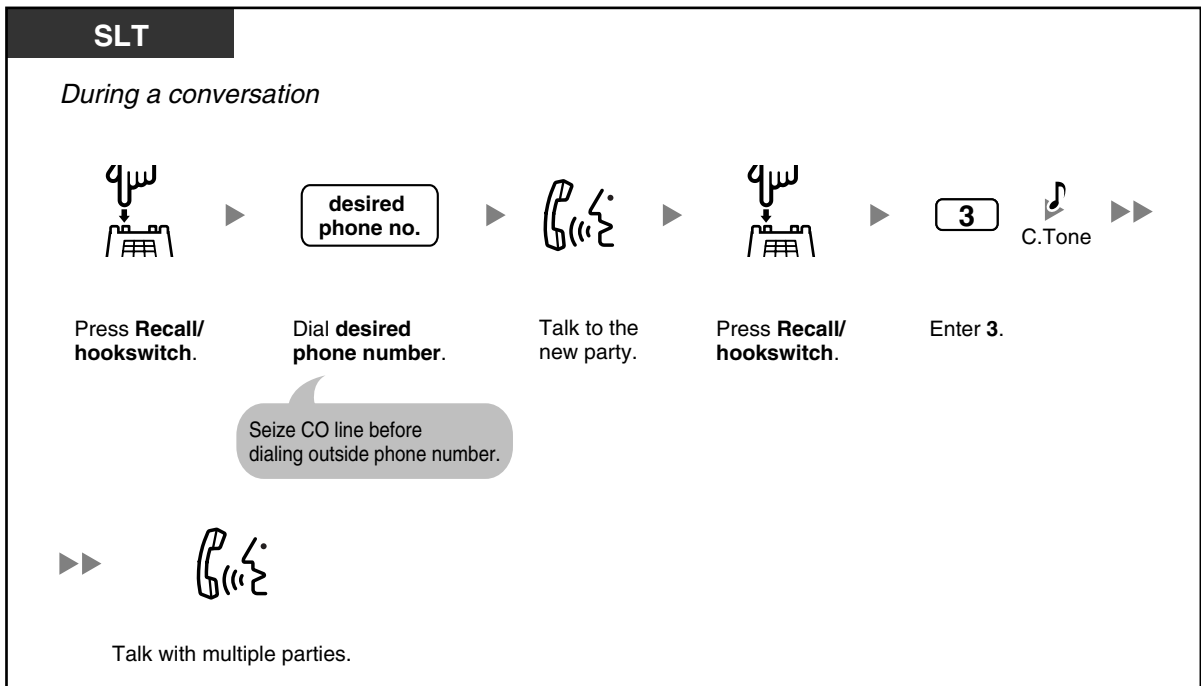 SLT
During a conversation
desired
phone no.
3
C.Tone
Press Recall/
hookswitch.
Dial desired
phone number.
Talk to the
new party.
Press Recall/
hookswitch.
Enter 3.
Seize CO line before
dialing outside phone number.
Talk with multiple parties.